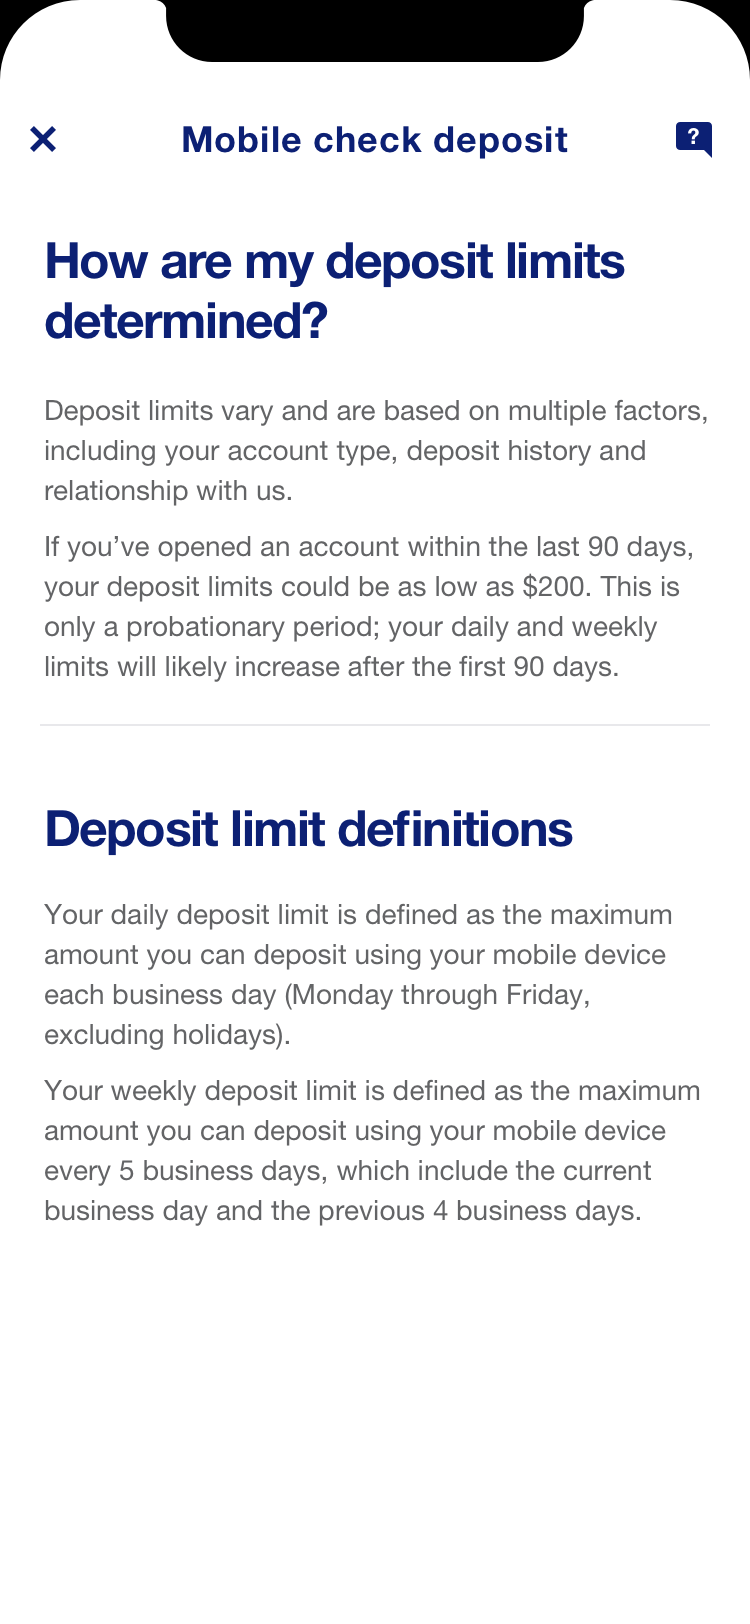 Mobile check deposit
?
How are my deposit limits
determined?
Deposit limits vary and are based on multiple factors,
including your account type, deposit history and
relationship with us.
If you’ve opened an account within the last 90 days,
your deposit limits could be as low as $200. This is
only a probationary period; your daily and weekly
limits will likely increase after the first 90 days.
Deposit limit definitions
Your daily deposit limit is defined as the maximum
amount you can deposit using your mobile device
each business day (Monday through Friday,
excluding holidays).
Your weekly deposit limit is defined as the maximum
amount you can deposit using your mobile device
every 5 business days, which include the current
business day and the previous 4 business days.